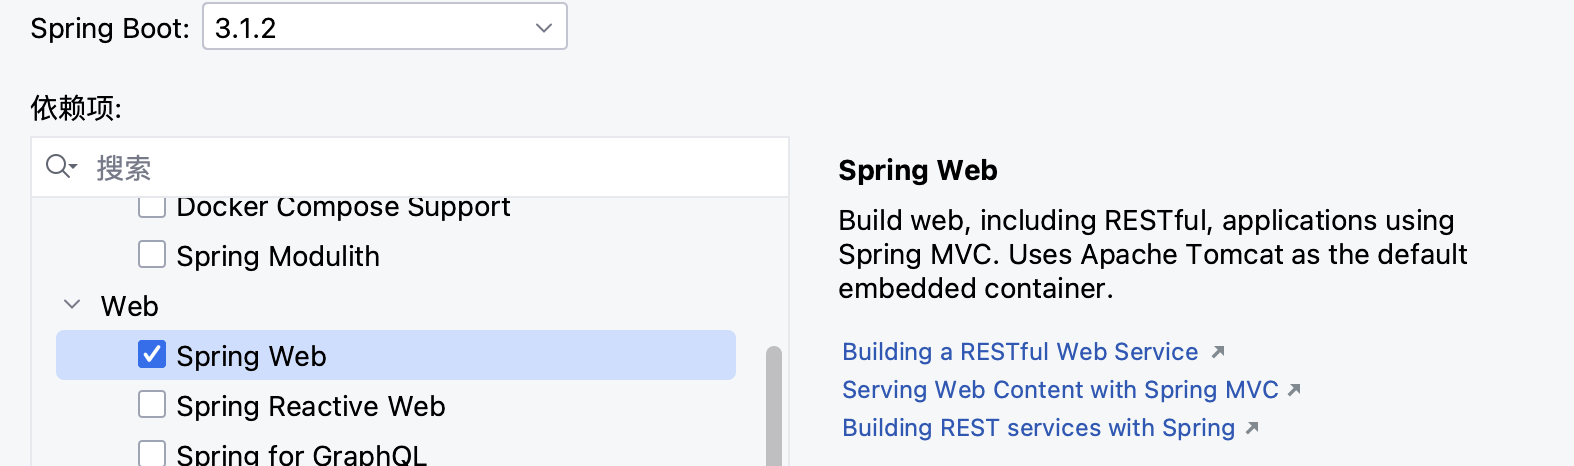 Spring Boot: 3.1.2
依赖项:
搜索
Docker Compose Support
Spring Modulith
Web
Spring Web
Spring Reactive Web
Spring for GraphQL
Spring Web
Build web, including RESTful, applications using
Spring MVC. Uses Apache Tomcat as the default
embedded container.
Building a RESTful Web Service
Serving Web Content with Spring MVC
Building REST services with Spring